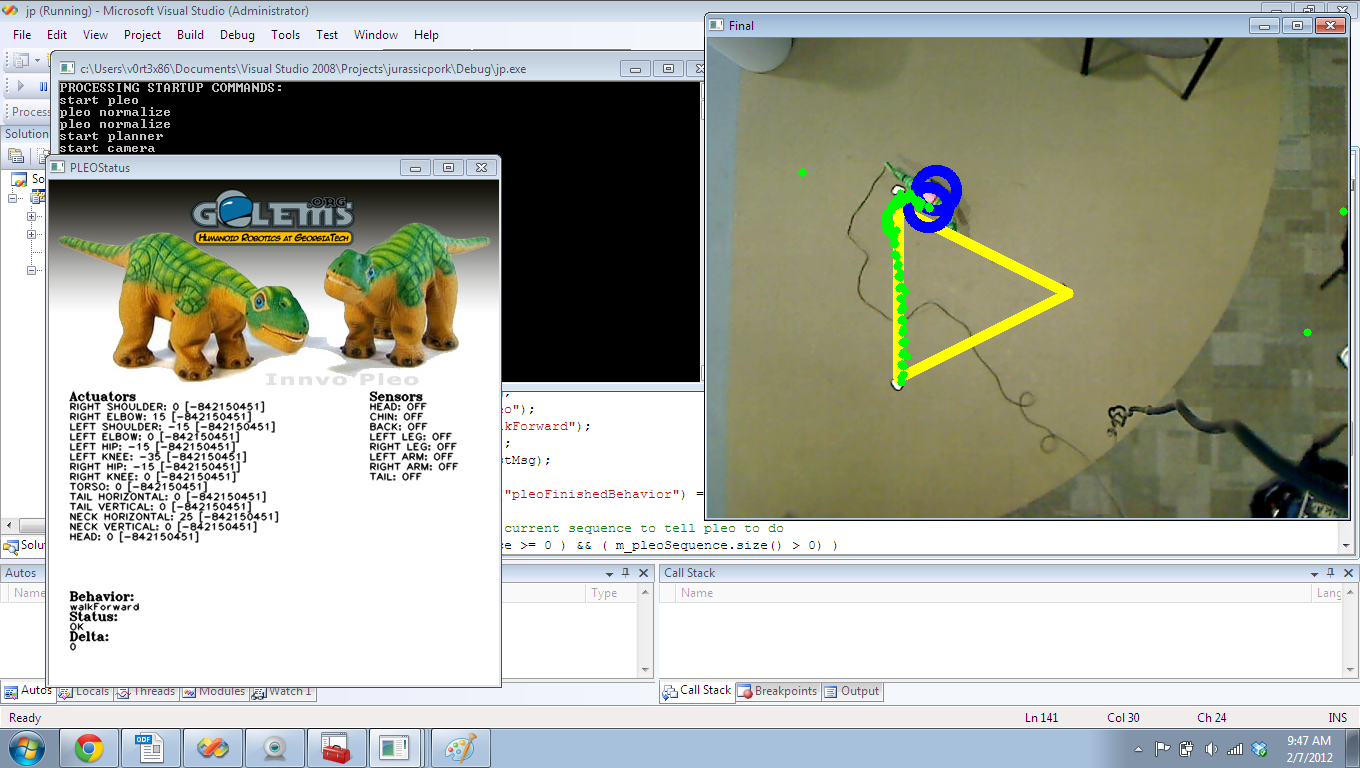 jp (Running) - Microsoft Visual Studio (Administrator)
File Edit View Project Build Debug Tools Test Window Help
Process
Solution
So
c:\Users\v0rt3x86\Documents\Visual Studio 2008\Projects\jurassicpork\Debug\jp.exe
PROCESSING STARTUP COMMANDS:
start pleo
pleo normalize
pleo normalize
start planner
start camera
PLEOStatus
GOLEMS.ORG
HUMANOID ROBOTICS AT GEORGIATECH
Innvo Pleo
Actuators
RIGHT SHOULDER: 0 [-842150451]
RIGHT ELBOW: 15 [-842150451]
LEFT SHOULDER: -15 [-842150451]
LEFT ELBOW: 0 [-842150451]
LEFT HIP: -15 [-842150451]
LEFT KNEE: -35 [-842150451]
RIGHT HIP: -15 [-842150451]
RIGHT KNEE: 0 [-842150451]
TORSO: 0 [-842150451]
TAIL HORIZONTAL: 0 [-842150451]
TAIL VERTICAL: 0 [-842150451]
NECK HORIZONTAL: 25 [-842150451]
NECK VERTICAL: 0 [-842150451]
HEAD: 0 [-842150451]
Sensors
HEAD: OFF
CHIN: OFF
BACK: OFF
LEFT LEG: OFF
RIGHT LEG: OFF
LEFT ARM: OFF
RIGHT ARM: OFF
TAIL: OFF
Behavior:
walkForward
Status:
OK
Delta:
0
Final
o");
kForward");
;
stMsg);
"pleoFinishedBehavior") =
current sequence to tell pleo to do
ce >= 0 ) && ( m_pleoSequence.size() > 0) )
Solut
Autos
Name
Type
Autos Locals Threads Modules Watch 1
Call Stack
Name Lang
Call Stack Breakpoints Output
Ready Ln 141 Col 30 Ch 24 INS
ODF
9:47 AM
2/7/2012